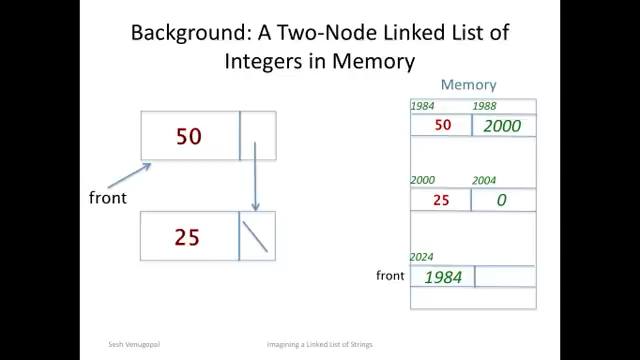 Background: A Two-Node Linked List of
Integers in Memory
50
front
25
Memory
1984 1988
50 2000
2000 2004
25 0
2024
front 1984
Sesh Venugopal Imagining a Linked List of Strings